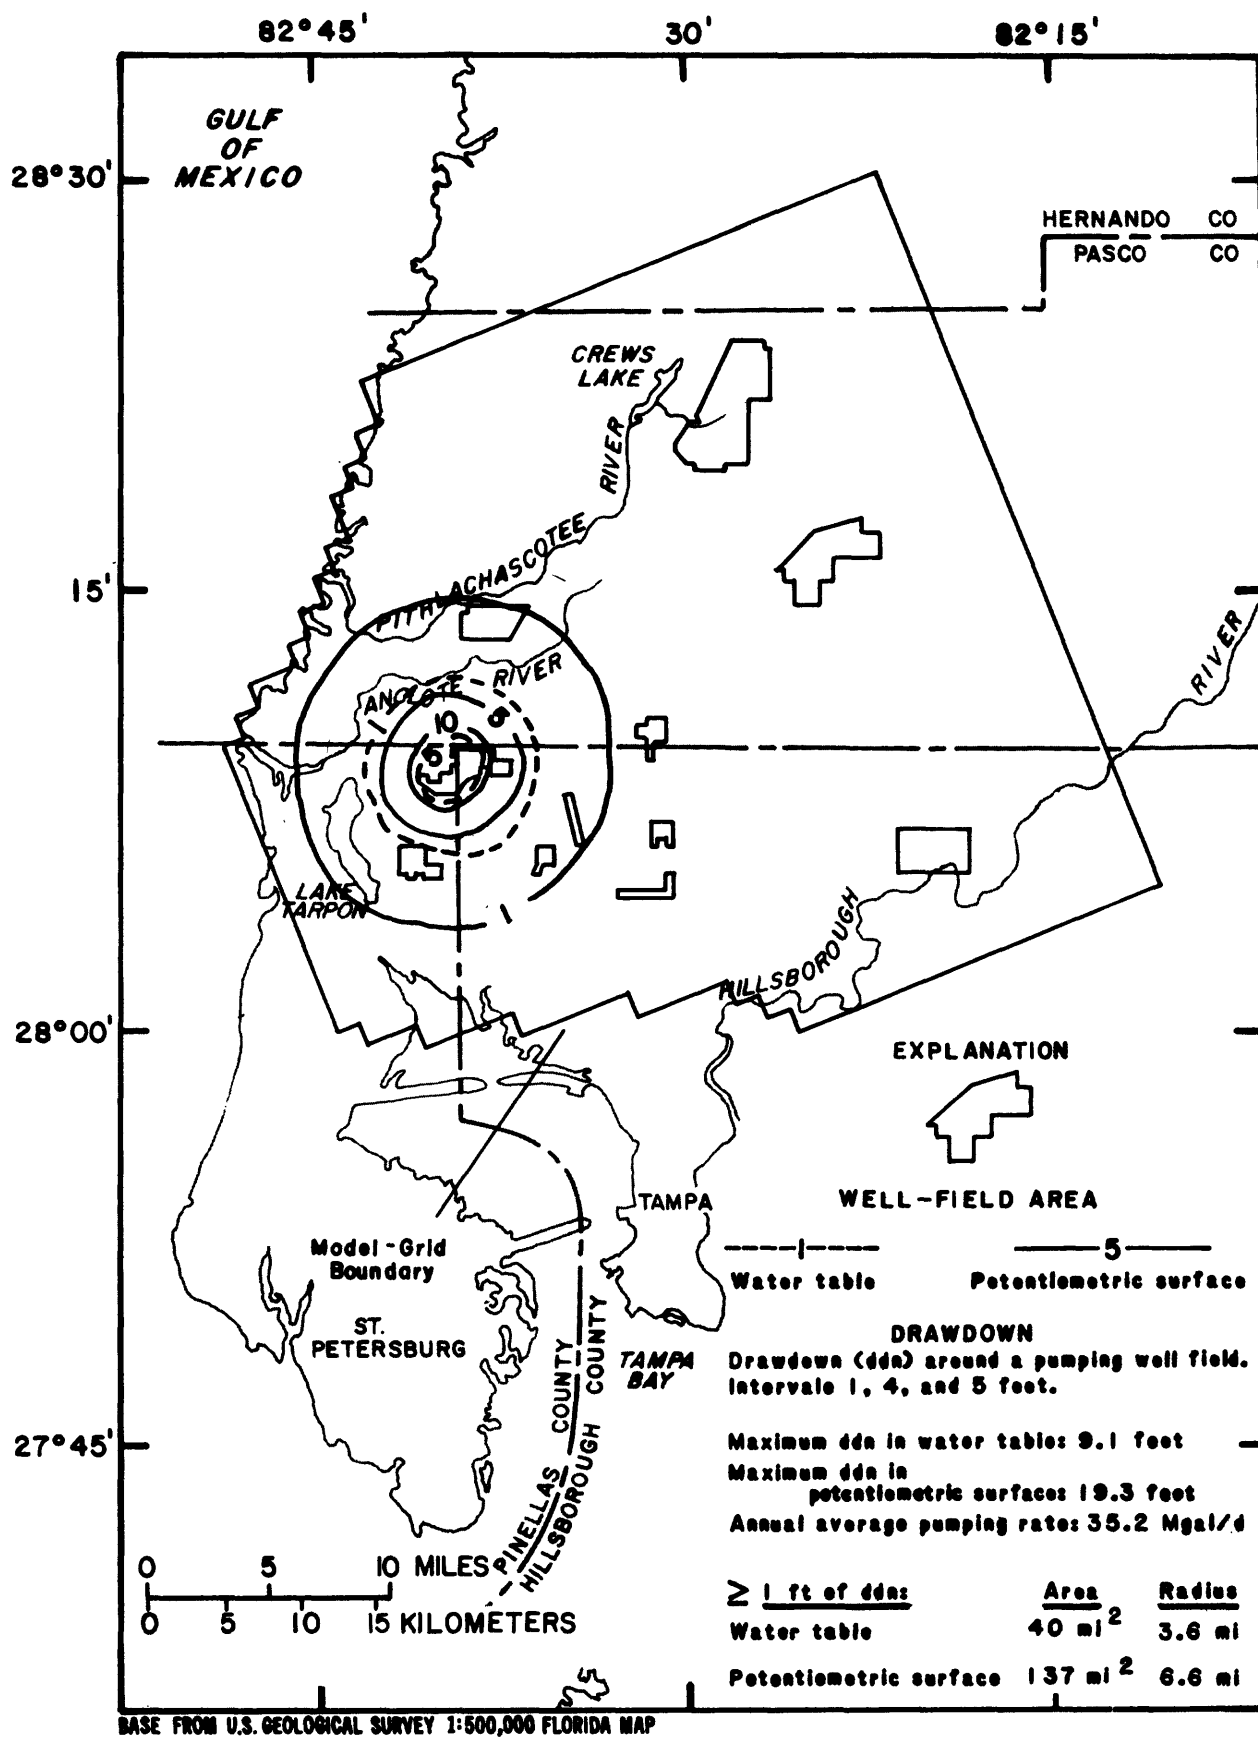 82°45'
30'
82°15'
GULF
OF
MEXICO
28°30'
HERNANDO CO
PASCO CO
CREWS
LAKE
RIVER
PITHLACHASCOTEE
15'
RIVER
ANCLOTE RIVER
10
5
5
1
1
LAKE
TARPON
HILLSBOROUGH
28°00'
EXPLANATION
WELL-FIELD AREA
TAMPA
1
5
Water table
Potentiometric surface
Model-Grid
Boundary
ST.
PETERSBURG
PINELLAS COUNTY
HILLSBOROUGH COUNTY
TAMPA
BAY
DRAWDOWN
Drawdown (ddn) around a pumping well field.
Intervals 1, 4, and 5 feet.
27°45'
Maximum ddn in water table: 9.1 feet
Maximum ddn in
potentiometric surface: 19.3 feet
Annual average pumping rate: 35.2 Mgal/d
0 5 10 MILES
0 5 10 15 KILOMETERS
≥ 1 ft of ddn: Area Radius
Water table 40 mi² 3.6 mi
Potentiometric surface 137 mi² 6.6 mi
BASE FROM U.S. GEOLOGICAL SURVEY 1:500,000 FLORIDA MAP